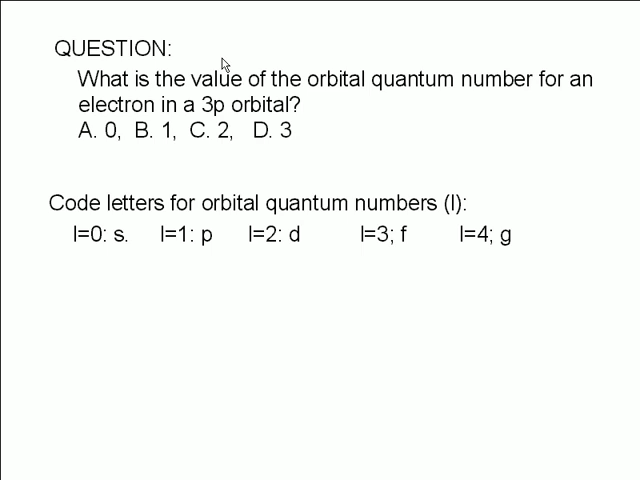 QUESTION:
What is the value of the orbital quantum number for an
electron in a 3p orbital?
A. 0, B. 1, C. 2, D. 3
Code letters for orbital quantum numbers (l):
l=0: s. l=1: p l=2: d l=3; f l=4; g